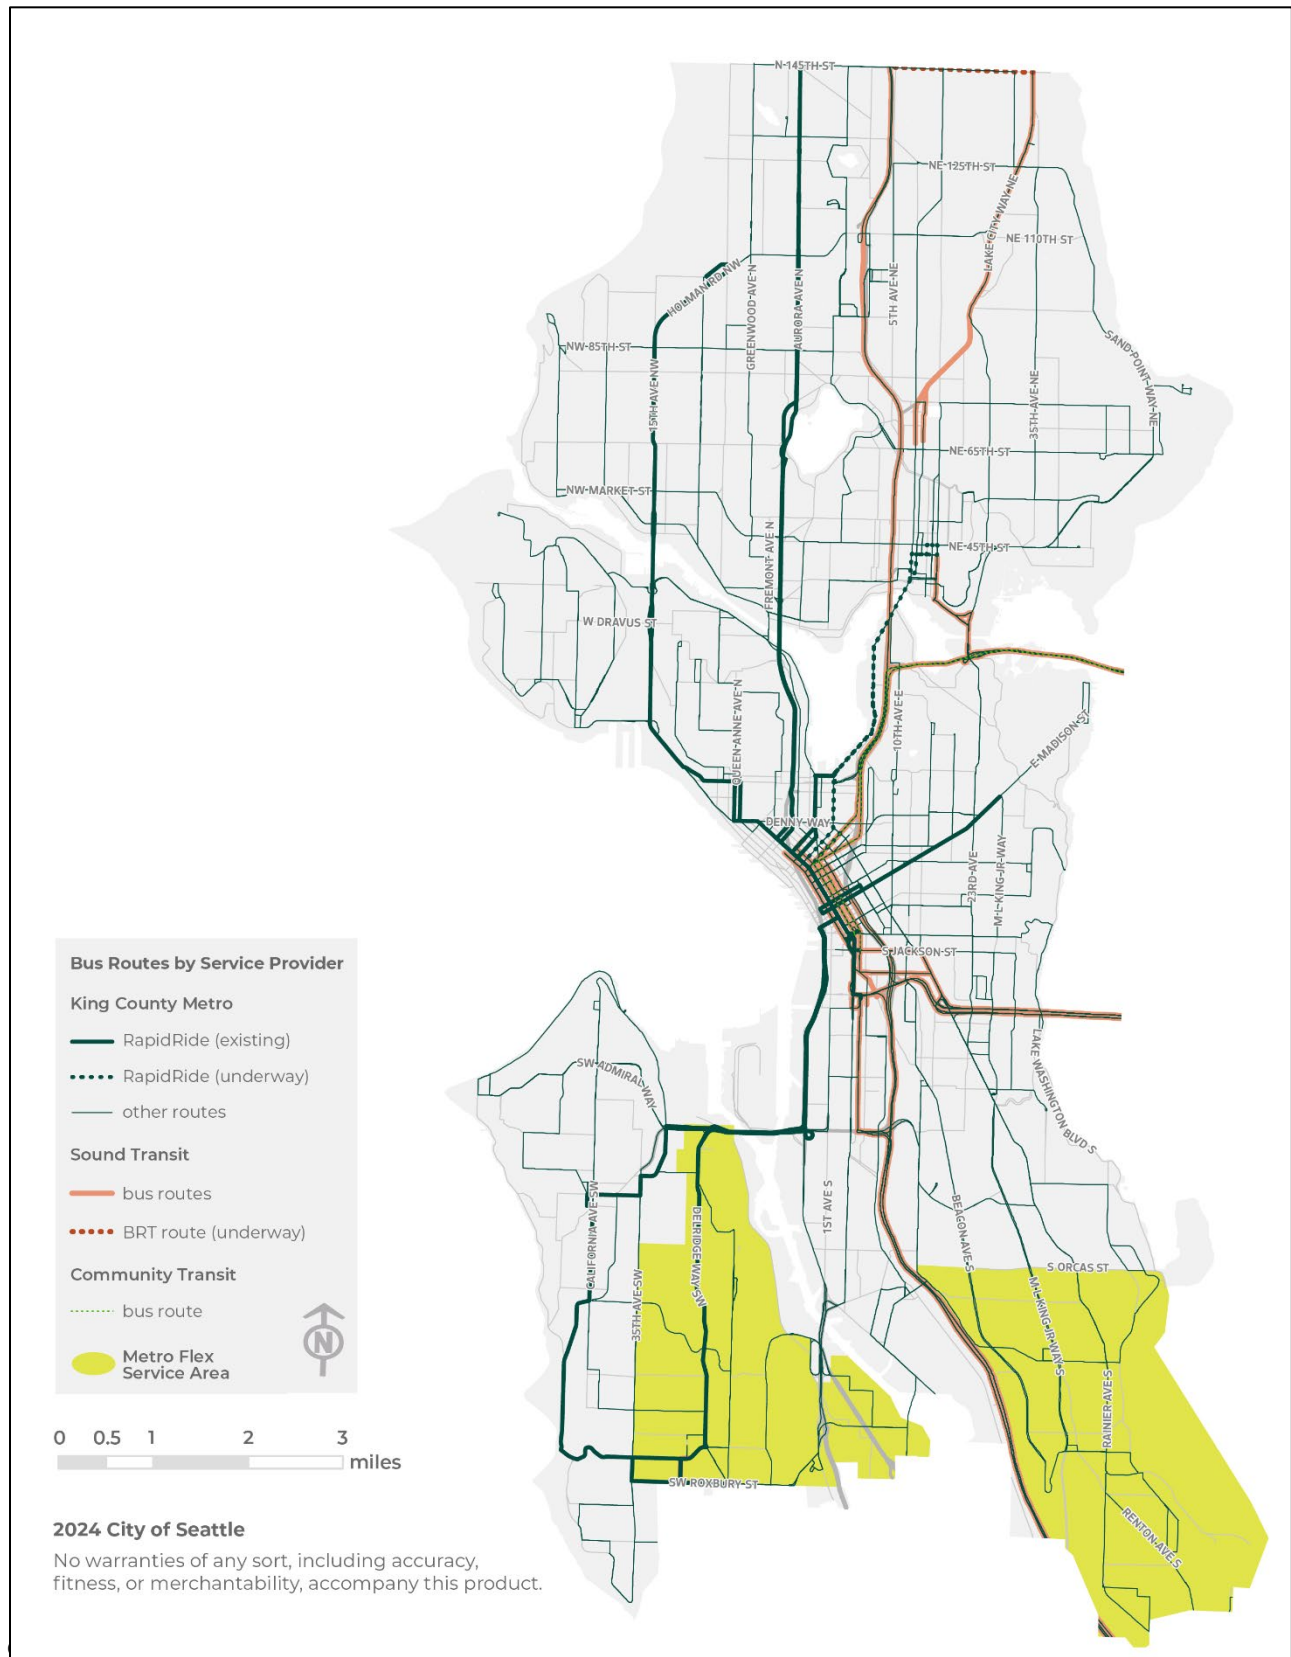 N 145TH ST
NE 125TH ST
LAKE CITY WAY NE
NE 110TH ST
HOLMAN RD NW
GREENWOOD AVE N
AURORA AVE N
5TH AVE NE
NW 85TH ST
15TH AVE NW
SAND POINT WAY NE
35TH AVE NE
NE 65TH ST
NW MARKET ST
NE 45TH ST
FREMONT AVE N
W DRAVUS ST
QUEEN ANNE AVE N
10TH AVE E
E MADISON ST
DENNY WAY
23RD AVE
M L KING JR WAY
S JACKSON ST
LAKE WASHINGTON BLVD S
SW ADMIRAL WAY
CALIFORNIA AVE SW
35TH AVE SW
DELRIDGE WAY SW
1ST AVE S
BEACON AVE S
S ORCAS ST
M L KING JR WAY S
RAINIER AVE S
SW ROXBURY ST
RENTON AVE S
Bus Routes by Service Provider
King County Metro
RapidRide (existing)
RapidRide (underway)
other routes
Sound Transit
bus routes
BRT route (underway)
Community Transit
bus route
N
Metro Flex
Service Area
0 0.5 1 2 3
miles
2024 City of Seattle
No warranties of any sort, including accuracy,
fitness, or merchantability, accompany this product.